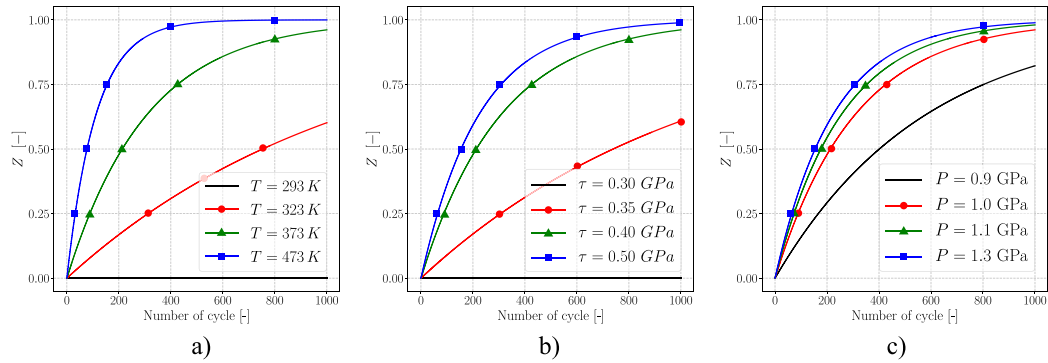 1.00
0.75
0.50
0.25
0.00
Z [−]
0 200 400 600 800 1000
Number of cycle [-]
T = 293 K
T = 323 K
T = 373 K
T = 473 K
a)
1.00
0.75
0.50
0.25
0.00
Z [−]
0 200 400 600 800 1000
Number of cycle [-]
τ = 0.30 GPa
τ = 0.35 GPa
τ = 0.40 GPa
τ = 0.50 GPa
b)
1.00
0.75
0.50
0.25
0.00
Z [−]
0 200 400 600 800 1000
Number of cycle [-]
P = 0.9 GPa
P = 1.0 GPa
P = 1.1 GPa
P = 1.3 GPa
c)